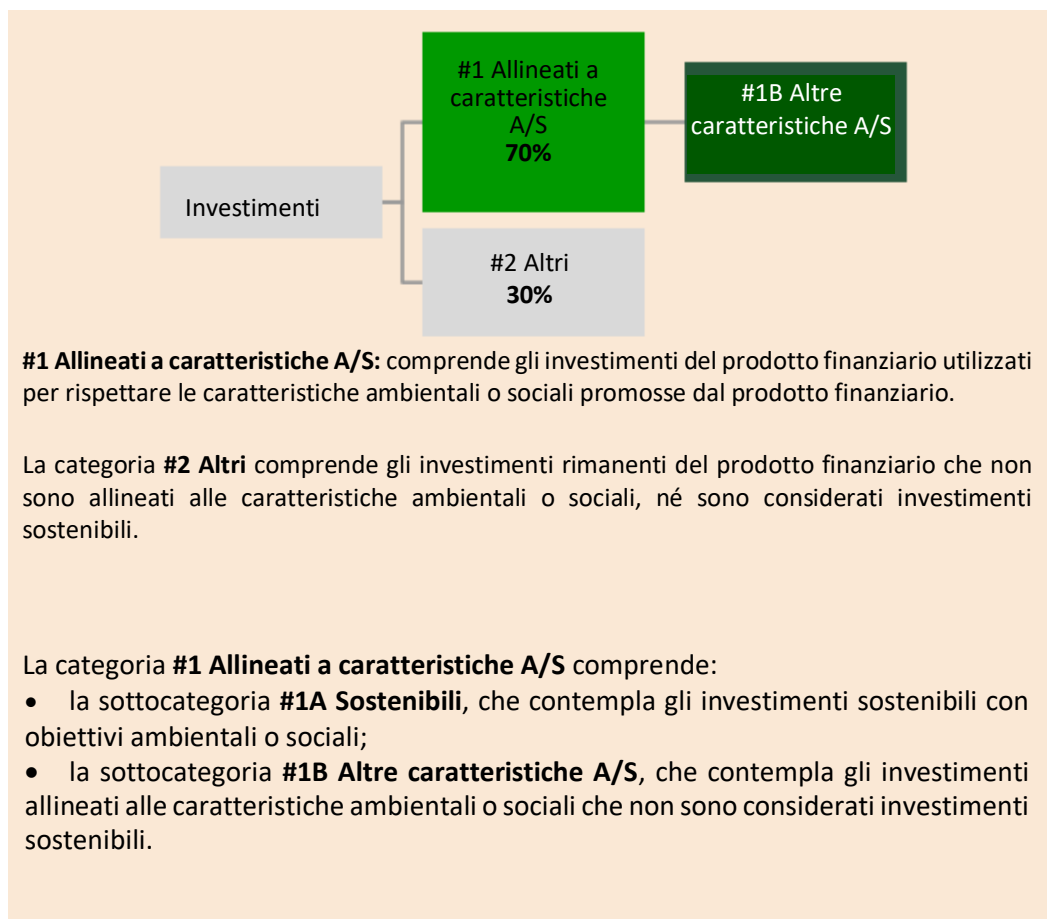 #1 Allineati a
caratteristiche
A/S
70%
#1B Altre
caratteristiche A/S
Investimenti
#2 Altri
30%
#1 Allineati a caratteristiche A/S: comprende gli investimenti del prodotto finanziario utilizzati
per rispettare le caratteristiche ambientali o sociali promosse dal prodotto finanziario.
La categoria #2 Altri comprende gli investimenti rimanenti del prodotto finanziario che non
sono allineati alle caratteristiche ambientali o sociali, né sono considerati investimenti
sostenibili.
La categoria #1 Allineati a caratteristiche A/S comprende:
• la sottocategoria #1A Sostenibili, che contempla gli investimenti sostenibili con
obiettivi ambientali o sociali;
• la sottocategoria #1B Altre caratteristiche A/S, che contempla gli investimenti
allineati alle caratteristiche ambientali o sociali che non sono considerati investimenti
sostenibili.